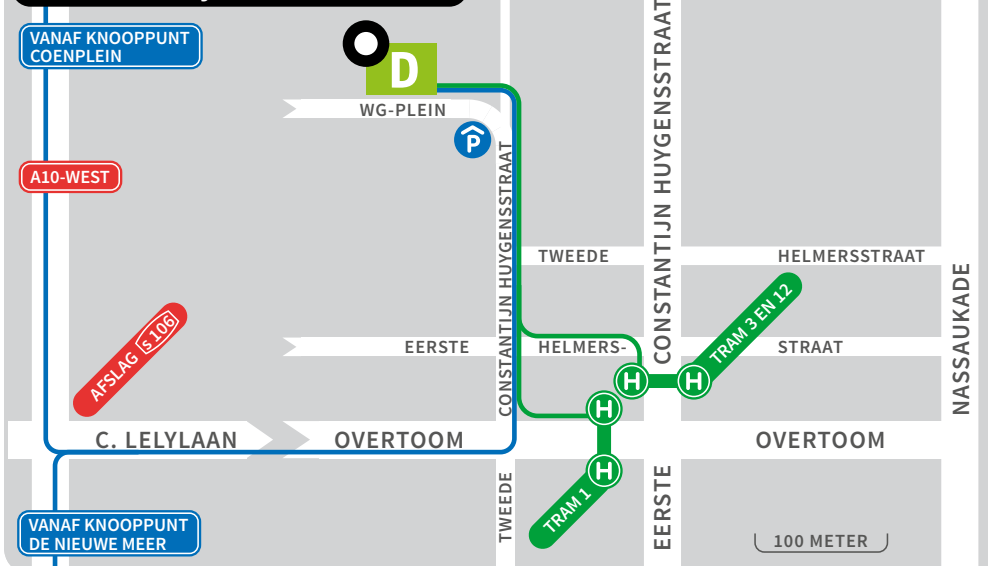 VANAF KNOOPPUNT
COENPLEIN
D
WG-PLEIN
P
A10-WEST
CONSTANTIJN HUYGENSSTRAAT
CONSTANTIJN HUYGENSSTRAAT
TWEEDE
HELMERSSTRAAT
NASSAUKADE
AFSLAG s 106
TRAM 3 EN 12
EERSTE
HELMERS-
STRAAT
H
H
H
C. LELYLAAN
OVERTOOM
OVERTOOM
H
TRAM 1
TWEEDE
EERSTE
VANAF KNOOPPUNT
DE NIEUWE MEER
100 METER